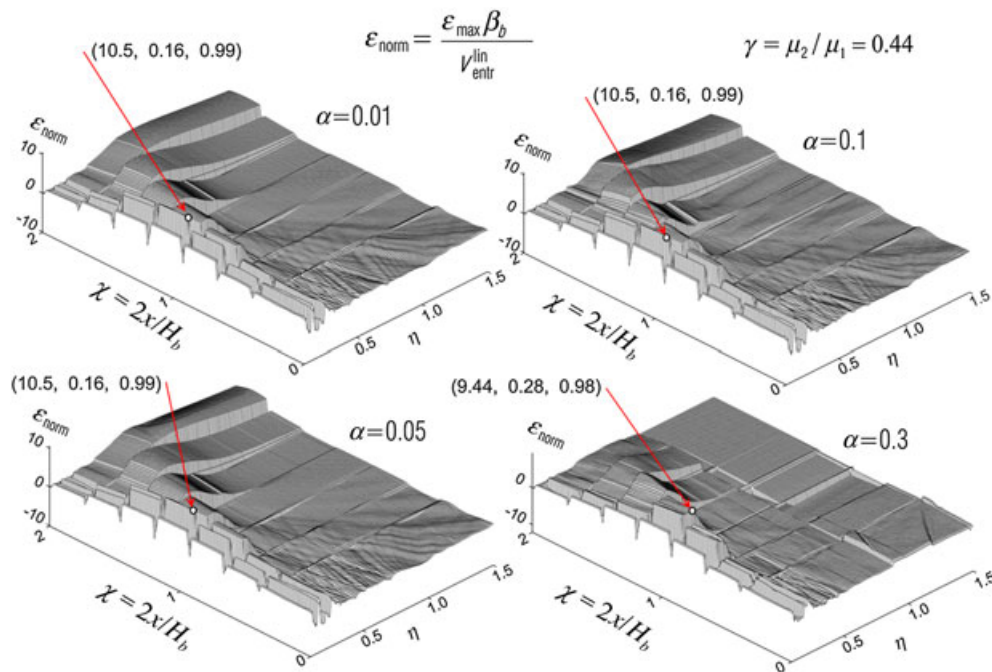 (10.5, 0.16, 0.99)
ε_norm = ε_max β_b / V_entr^lin
γ = μ₂ / μ₁ = 0.44
α=0.01
ε_norm
10
0
-10
2
1
0
χ = 2x/H_b
0.5
1.0
1.5
η
(10.5, 0.16, 0.99)
α=0.1
ε_norm
10
0
-10
2
1
0
χ = 2x/H_b
0.5
1.0
1.5
η
(10.5, 0.16, 0.99)
α=0.05
ε_norm
10
0
-10
2
1
0
χ = 2x/H_b
0.5
1.0
1.5
η
(9.44, 0.28, 0.98)
α=0.3
ε_norm
0
-10
2
1
0
χ = 2x/H_b
0.5
1.0
1.5
η